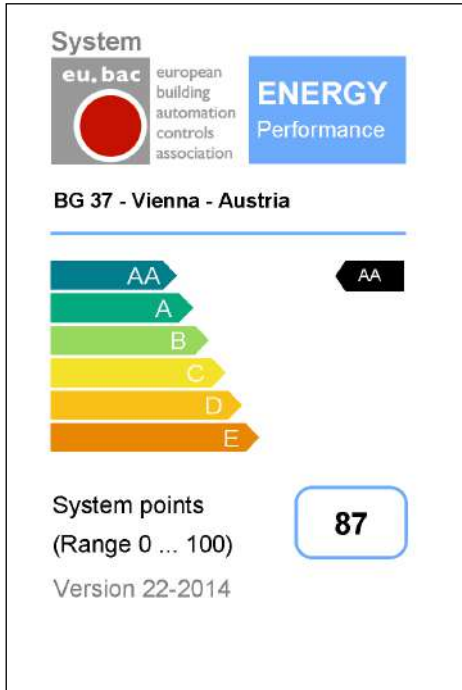 System
eu.bac
european
building
automation
controls
association
ENERGY
Performance
BG 37 - Vienna - Austria
AA
AA
A
B
C
D
E
System points
(Range 0 ... 100)
87
Version 22-2014